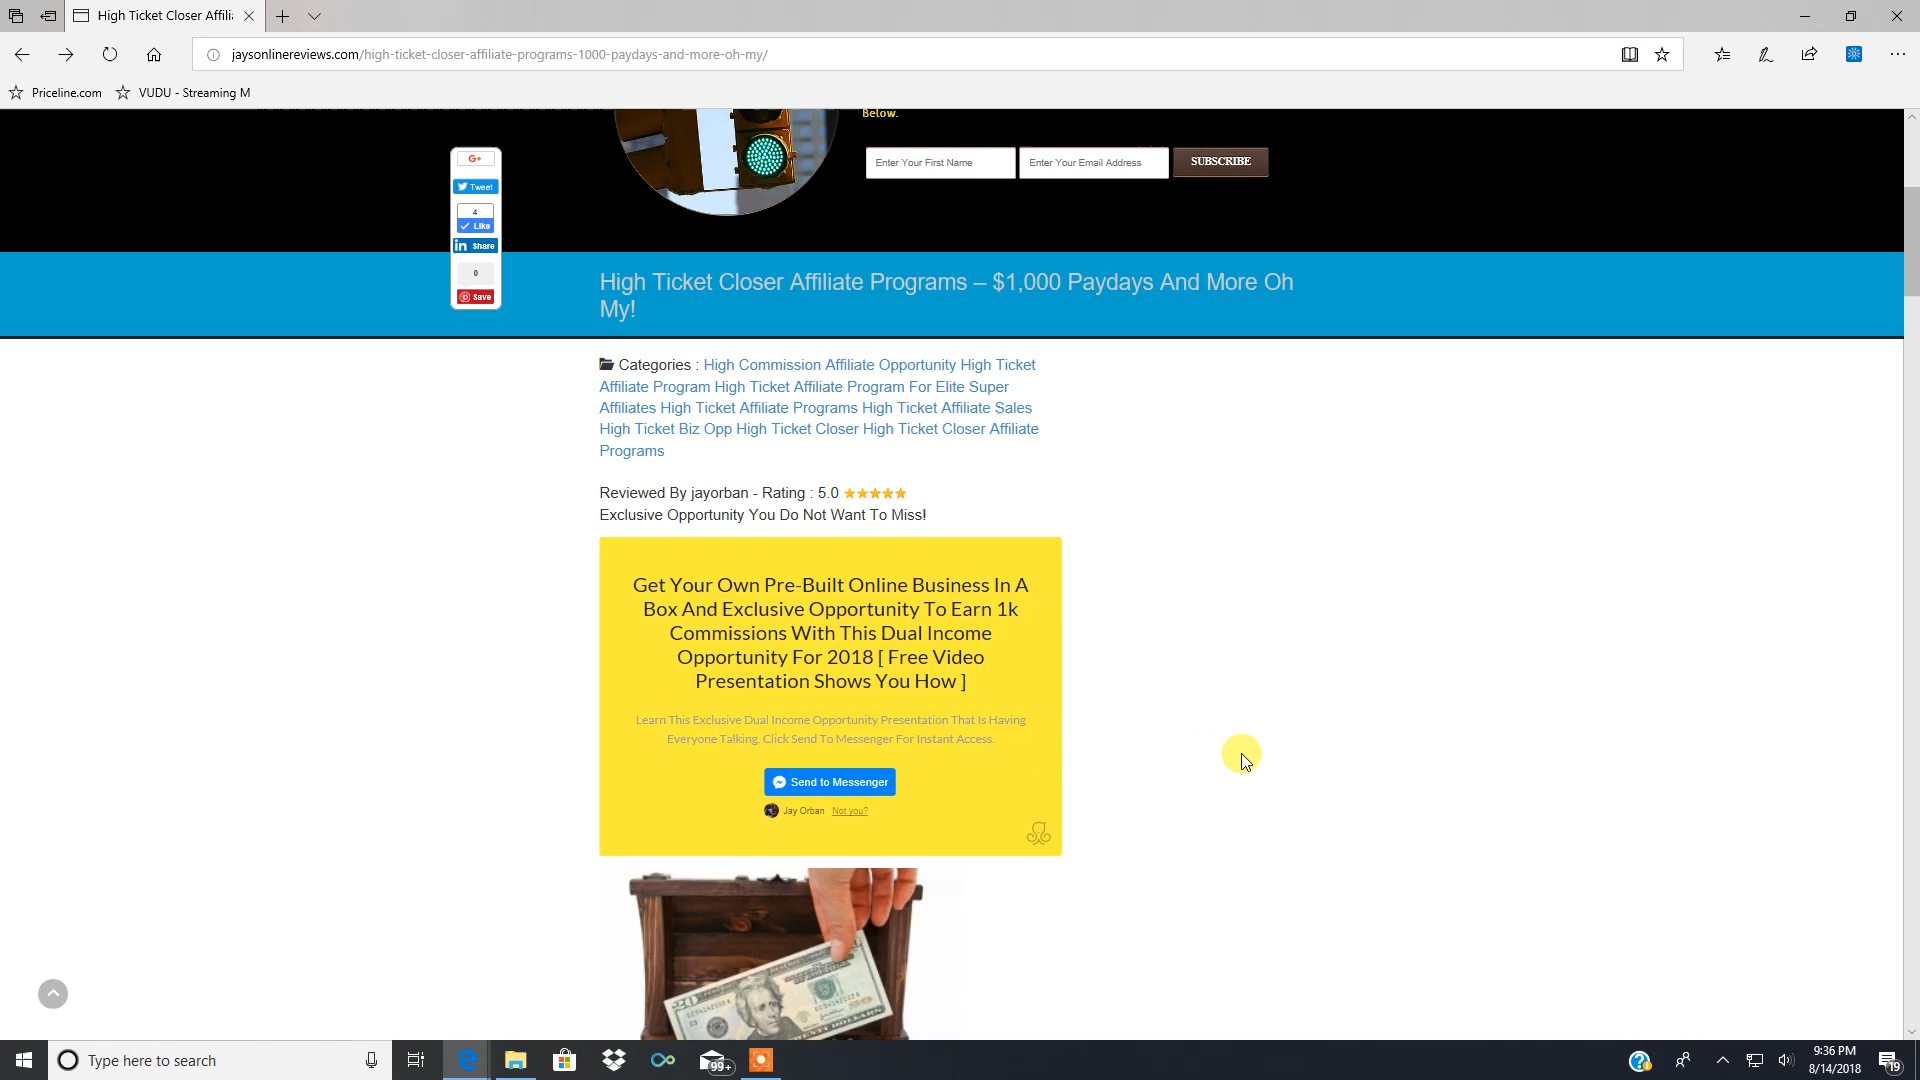 High Ticket Closer Affili
jaysonlinereviews.com/high-ticket-closer-affiliate-programs-1000-paydays-and-more-oh-my/
Priceline.com
VUDU - Streaming M
Below.
Enter Your First Name
Enter Your Email Address
SUBSCRIBE
G+
Tweet
4
Like
in Share
0
Save
High Ticket Closer Affiliate Programs – $1,000 Paydays And More Oh
My!
Categories : High Commission Affiliate Opportunity High Ticket
Affiliate Program High Ticket Affiliate Program For Elite Super
Affiliates High Ticket Affiliate Programs High Ticket Affiliate Sales
High Ticket Biz Opp High Ticket Closer High Ticket Closer Affiliate
Programs
Reviewed By jayorban - Rating : 5.0
Exclusive Opportunity You Do Not Want To Miss!
Get Your Own Pre-Built Online Business In A
Box And Exclusive Opportunity To Earn 1k
Commissions With This Dual Income
Opportunity For 2018 [ Free Video
Presentation Shows You How ]
Learn This Exclusive Dual Income Opportunity Presentation That Is Having
Everyone Talking. Click Send To Messenger For Instant Access.
Send to Messenger
Jay Orban Not you?
20
Type here to search
99+
9:36 PM
8/14/2018
19